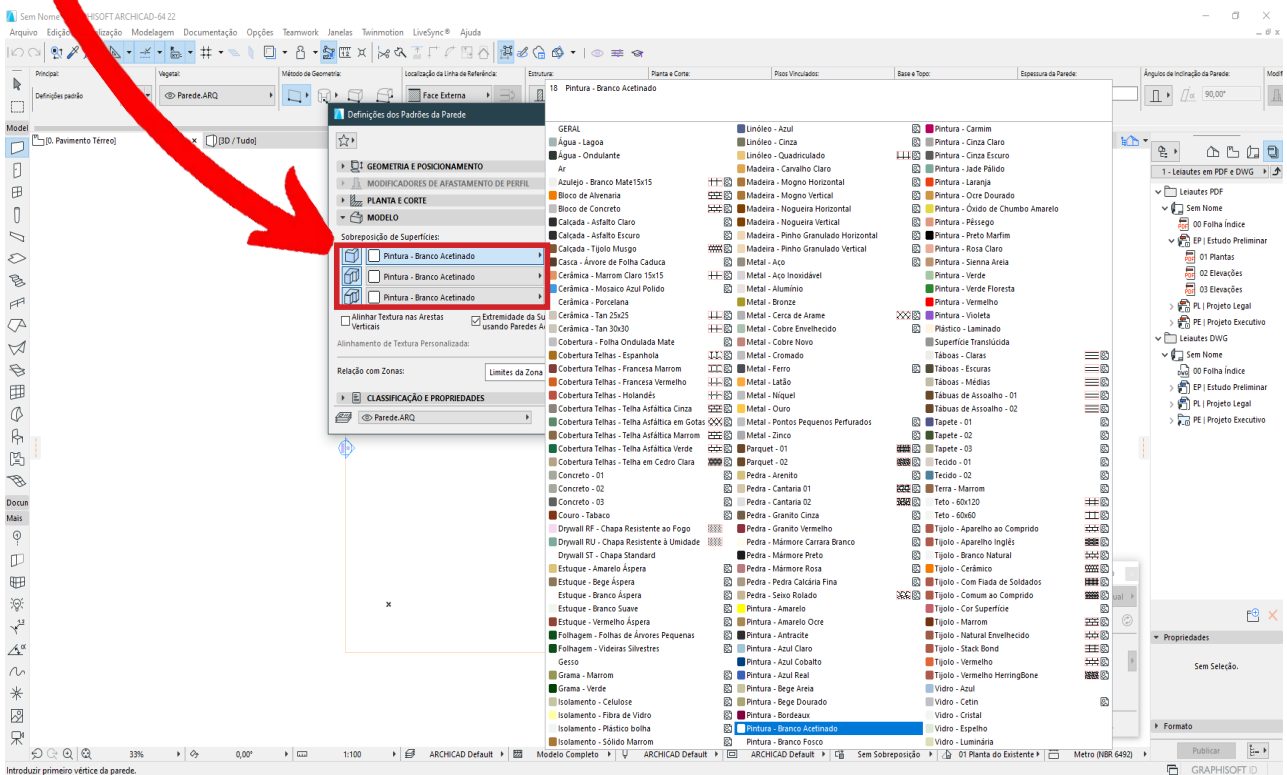 Sem Nome GRAPHISOFT ARCHICAD-64 22
Arquivo Edição Modelagem Documentação Opções Teamwork Janelas Twinmotion LiveSync® Ajuda
Principal: Vegetal: Método de Geometria: Localização da Linha de Referência: Estrutura: Planta e Corte: Pisos Vinculados: Base e Topo: Espessura da Parede: Ângulos de Inclinação da Parede:
Definições padrão Parede.ARQ Face Externa 90,00°
Model
[0. Pavimento Térreo] [3D / Tudo]
Docun
Mais
Definições dos Padrões da Parede
GEOMETRIA E POSICIONAMENTO
MODIFICADORES DE AFASTAMENTO DE PERFIL
PLANTA E CORTE
MODELO
Sobreposição de Superfícies:
Pintura - Branco Acetinado
Pintura - Branco Acetinado
Pintura - Branco Acetinado
Alinhar Textura nas Arestas Verticais
Extremidade da Su
usando Paredes A
Alinhamento de Textura Personalizada:
Relação com Zonas: Limites da Zona
CLASSIFICAÇÃO E PROPRIEDADES
Parede.ARQ
18 Pintura - Branco Acetinado
GERAL
Água - Lagoa
Água - Ondulante
Ar
Azulejo - Branco Mate15x15
Bloco de Alvenaria
Bloco de Concreto
Calçada - Asfalto Claro
Calçada - Asfalto Escuro
Calçada - Tijolo Musgo
Casca - Árvore de Folha Caduca
Cerâmica - Marrom Claro 15x15
Cerâmica - Mosaico Azul Polido
Cerâmica - Porcelana
Cerâmica - Tan 25x25
Cerâmica - Tan 30x30
Cobertura - Folha Ondulada Mate
Cobertura Telhas - Espanhola
Cobertura Telhas - Francesa Marrom
Cobertura Telhas - Francesa Vermelho
Cobertura Telhas - Holandês
Cobertura Telhas - Telha Asfáltica Cinza
Cobertura Telhas - Telha Asfáltica em Gotas
Cobertura Telhas - Telha Asfáltica Marrom
Cobertura Telhas - Telha Asfáltica Verde
Cobertura Telhas - Telha em Cedro Clara
Concreto - 01
Concreto - 02
Concreto - 03
Couro - Tabaco
Drywall RF - Chapa Resistente ao Fogo
Drywall RU - Chapa Resistente à Umidade
Drywall ST - Chapa Standard
Estuque - Amarelo Áspera
Estuque - Bege Áspera
Estuque - Branco Áspera
Estuque - Branco Suave
Estuque - Vermelho Áspera
Folhagem - Folhas de Árvores Pequenas
Folhagem - Videiras Silvestres
Gesso
Grama - Marrom
Grama - Verde
Isolamento - Celulose
Isolamento - Fibra de Vidro
Isolamento - Plástico bolha
Isolamento - Sólido Marrom
Linóleo - Azul
Linóleo - Cinza
Linóleo - Quadriculado
Madeira - Carvalho Claro
Madeira - Mogno Horizontal
Madeira - Mogno Vertical
Madeira - Nogueira Horizontal
Madeira - Nogueira Vertical
Madeira - Pinho Granulado Horizontal
Madeira - Pinho Granulado Vertical
Metal - Aço
Metal - Aço Inoxidável
Metal - Alumínio
Metal - Bronze
Metal - Cerca de Arame
Metal - Cobre Envelhecido
Metal - Cobre Novo
Metal - Cromado
Metal - Ferro
Metal - Latão
Metal - Níquel
Metal - Ouro
Metal - Pontos Pequenos Perfurados
Metal - Zinco
Parquet - 01
Parquet - 02
Pedra - Arenito
Pedra - Cantaria 01
Pedra - Cantaria 02
Pedra - Granito Cinza
Pedra - Granito Vermelho
Pedra - Mármore Carrara Branco
Pedra - Mármore Preto
Pedra - Mármore Rosa
Pedra - Pedra Calcária Fina
Pedra - Seixo Rolado
Pintura - Amarelo
Pintura - Amarelo Ocre
Pintura - Antracite
Pintura - Azul Claro
Pintura - Azul Cobalto
Pintura - Azul Real
Pintura - Bege Areia
Pintura - Bege Dourado
Pintura - Bordeaux
Pintura - Branco Acetinado
Pintura - Branco Fosco
Pintura - Carmim
Pintura - Cinza Claro
Pintura - Cinza Escuro
Pintura - Jade Pálido
Pintura - Laranja
Pintura - Ocre Dourado
Pintura - Óxido de Chumbo Amarelo
Pintura - Pêssego
Pintura - Preto Marfim
Pintura - Rosa Claro
Pintura - Sienna Areia
Pintura - Verde
Pintura - Verde Floresta
Pintura - Vermelho
Pintura - Violeta
Plástico - Laminado
Superfície Translúcida
Táboas - Claras
Táboas - Escuras
Táboas - Médias
Tábuas de Assoalho - 01
Tábuas de Assoalho - 02
Tapete - 01
Tapete - 02
Tapete - 03
Tecido - 01
Tecido - 02
Terra - Marrom
Teto - 60x120
Teto - 60x60
Tijolo - Aparelho ao Comprido
Tijolo - Aparelho Inglês
Tijolo - Branco Natural
Tijolo - Cerâmico
Tijolo - Com Fiada de Soldados
Tijolo - Comum ao Comprido
Tijolo - Cor Superfície
Tijolo - Marrom
Tijolo - Natural Envelhecido
Tijolo - Stack Bond
Tijolo - Vermelho
Tijolo - Vermelho HerringBone
Vidro - Azul
Vidro - Cetin
Vidro - Cristal
Vidro - Espelho
Vidro - Luminária
1 - Leiautes em PDF e DWG
Leiautes PDF
Sem Nome
00 Folha Índice
EP | Estudo Preliminar
01 Plantas
02 Elevações
03 Elevações
PL | Projeto Legal
PE | Projeto Executivo
Leiautes DWG
Sem Nome
00 Folha Índice
EP | Estudo Preliminar
PL | Projeto Legal
PE | Projeto Executivo
Propriedades
Sem Seleção.
Formato
Publicar
33% 0,00° 1:100 ARCHICAD Default Modelo Completo ARCHICAD Default ARCHICAD Default Sem Sobreposição 01 Planta do Existente Metro (NBR 6492)
Introduzir primeiro vértice da parede.
GRAPHISOFT ID